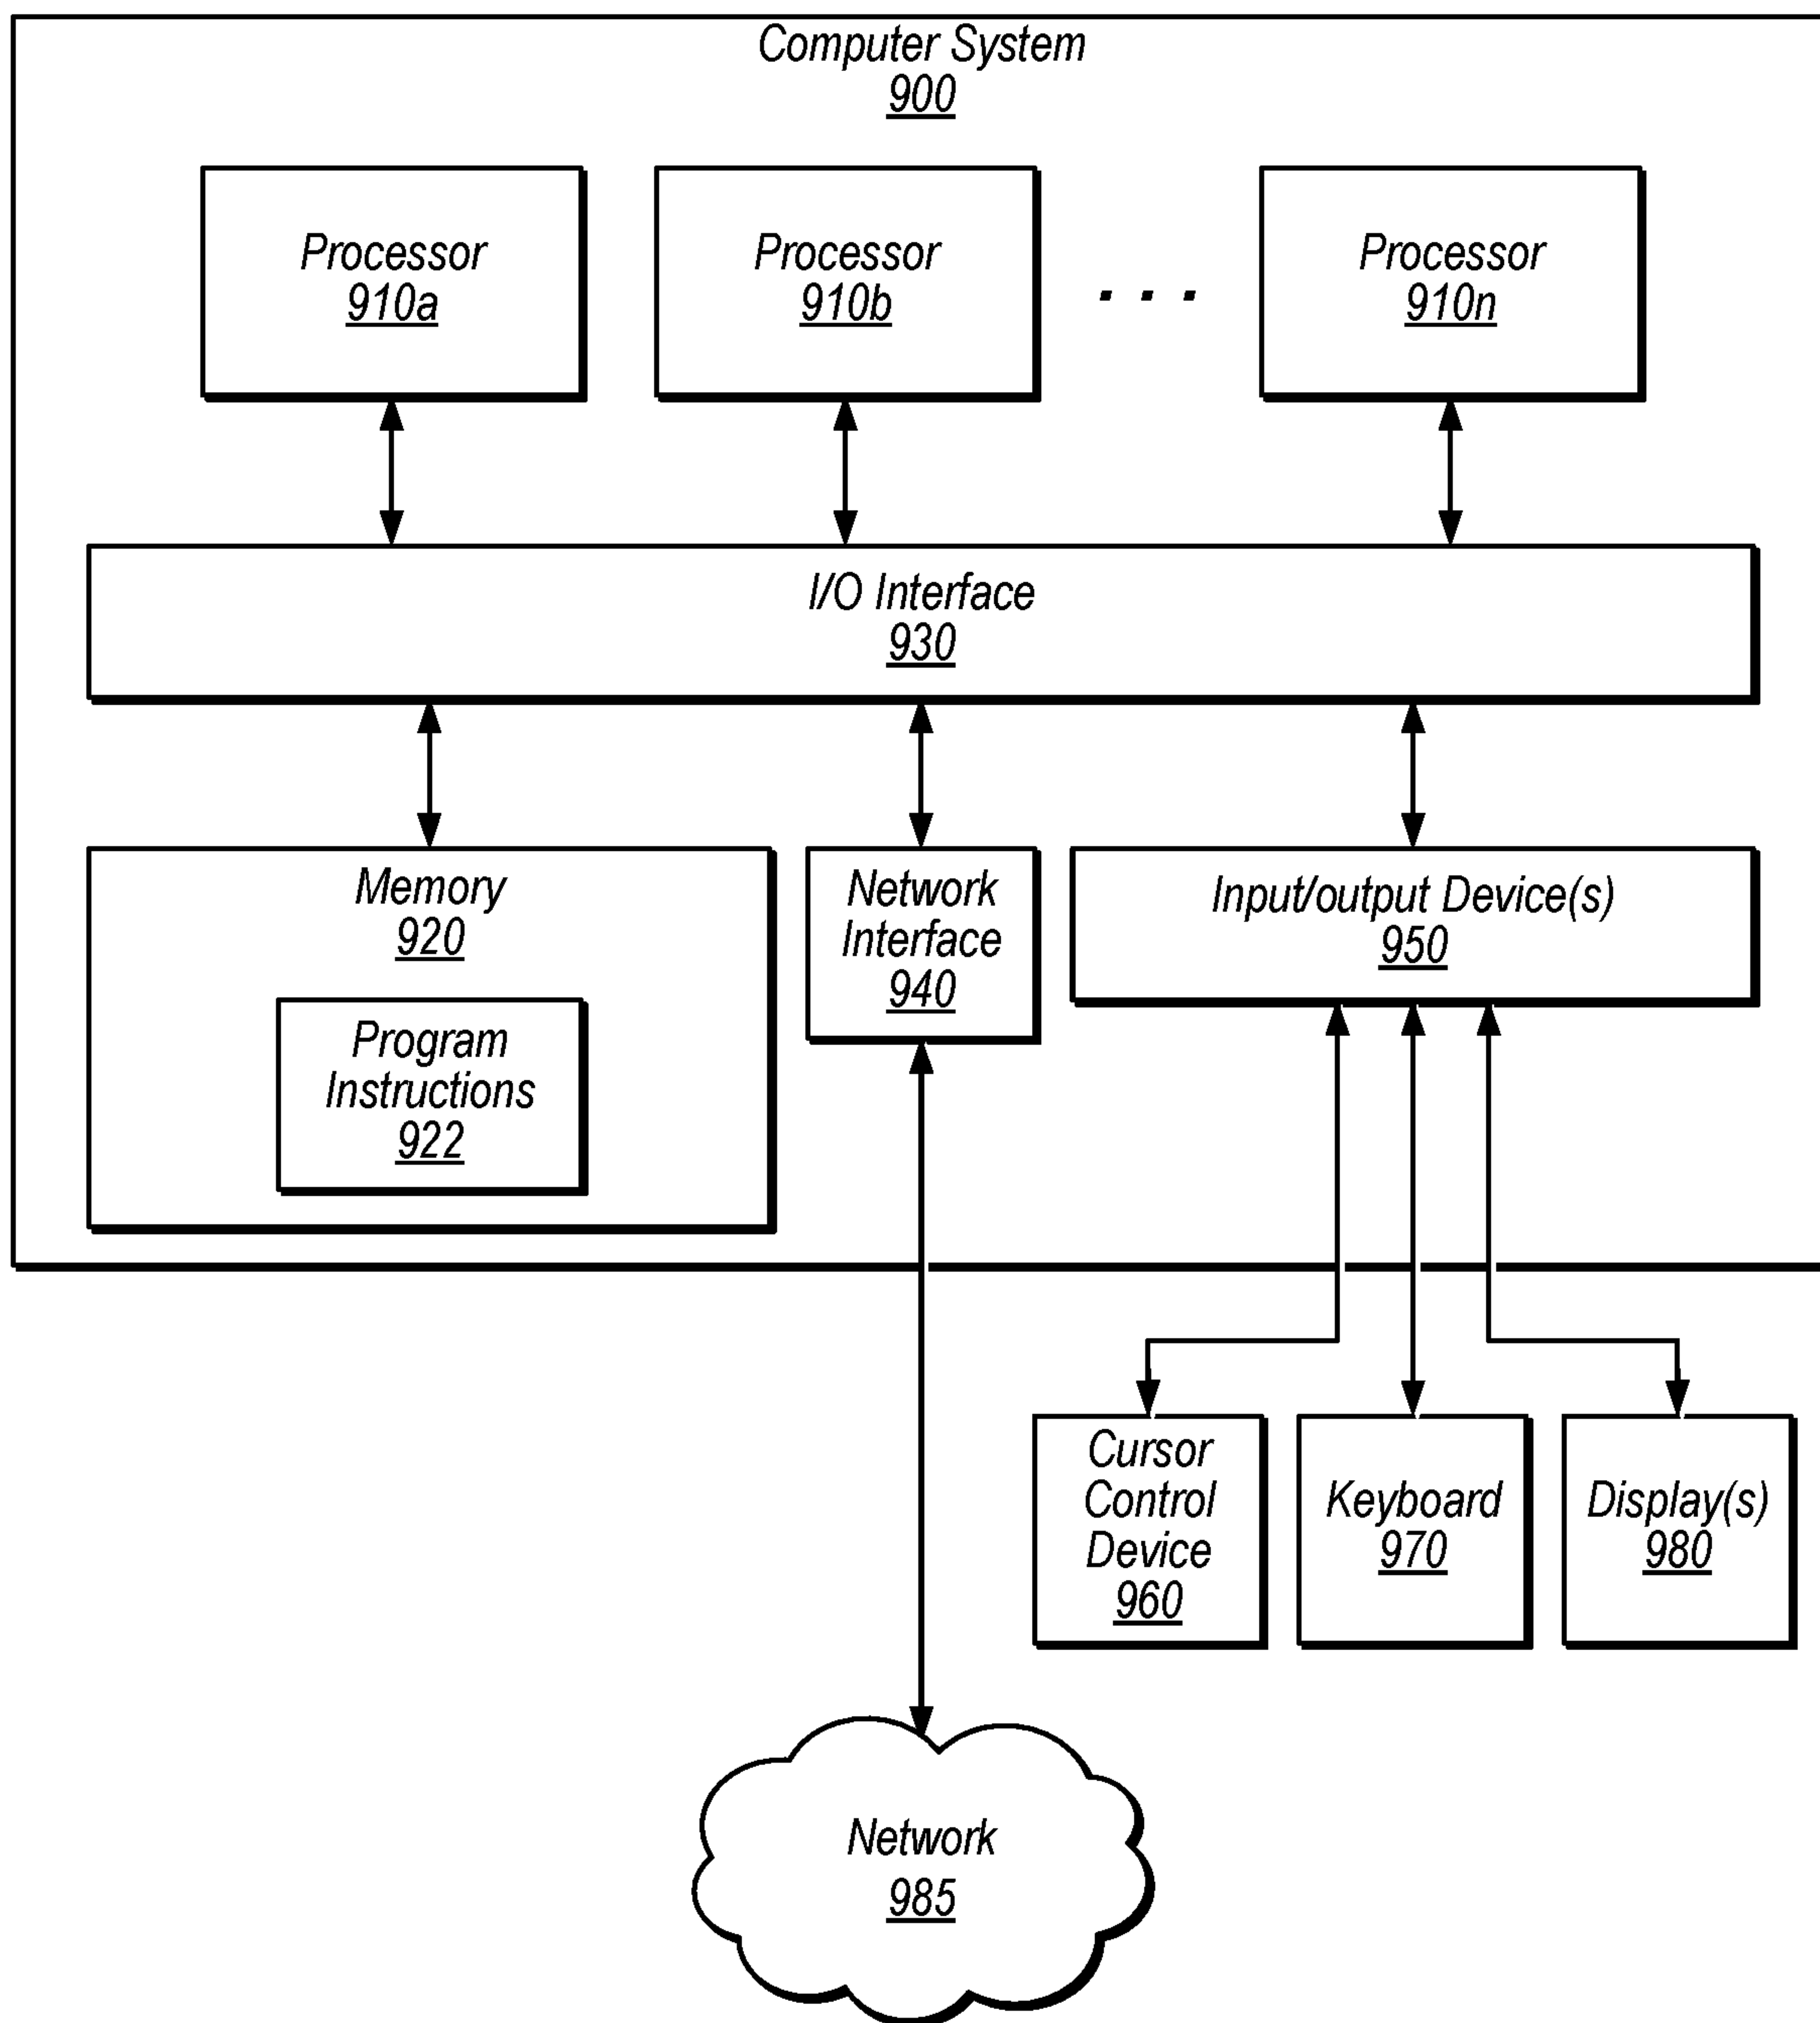 Computer System
900
Processor
910a
Processor
910b
. . .
Processor
910n
I/O Interface
930
Memory
920
Program
Instructions
922
Network
Interface
940
Input/output Device(s)
950
Cursor
Control
Device
960
Keyboard
970
Display(s)
980
Network
985